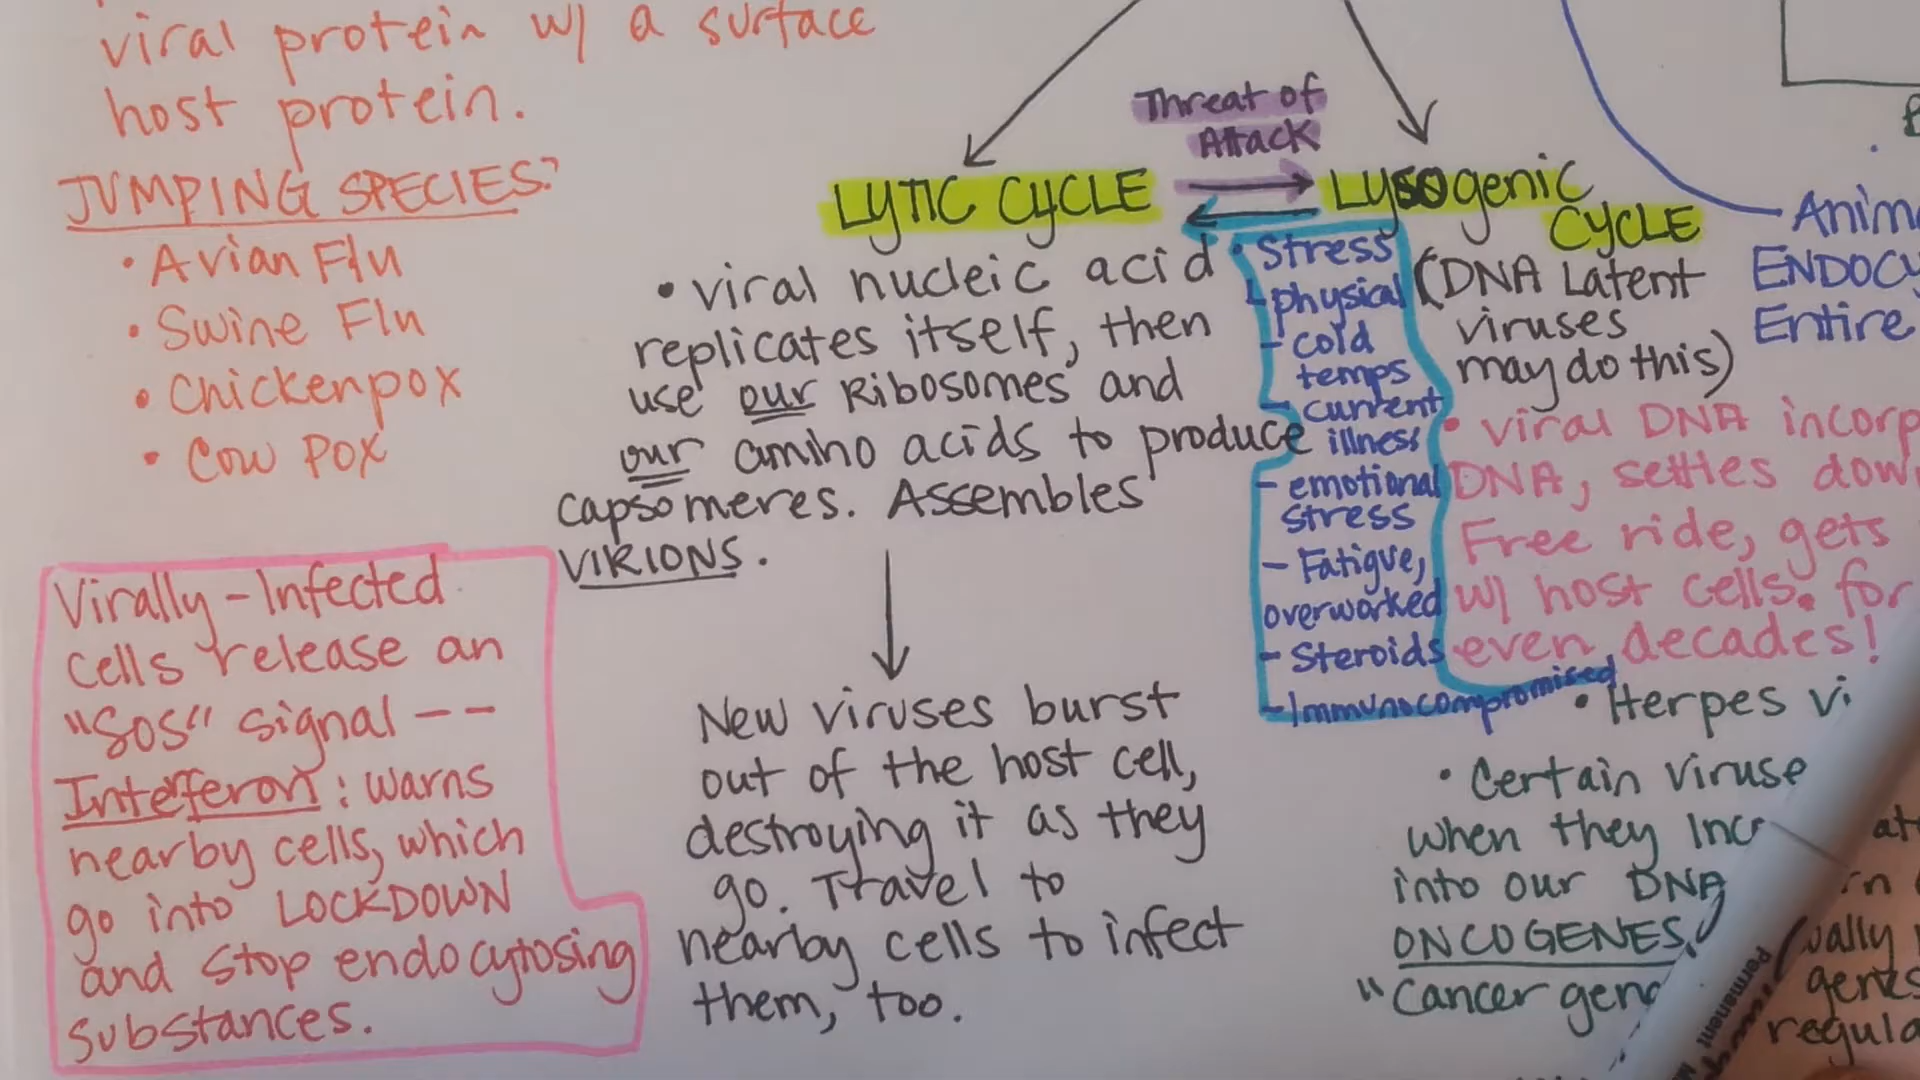 viral protein w/ a surface
host protein.
JUMPING SPECIES:
• Avian Flu
• Swine Flu
• Chickenpox
• Cow Pox
Virally-Infected
cells release an
"SOS" signal --
Interferon: warns
nearby cells, which
go into LOCKDOWN
and stop endocytosing
substances.
Threat of
Attack
LYTIC CYCLE
• viral nucleic acid
replicates itself, then
use our Ribosomes and
our amino acids to produce
capsomeres. Assembles
VIRIONS.
New viruses burst
out of the host cell,
destroying it as they
go. Travel to
nearby cells to infect
them, too.
• Stress
- physical
- cold
temps
- current
illness
- emotional
stress
- Fatigue,
overworked
- Steroids
- Immunocompromised
Lysogenic
CYCLE
(DNA Latent
viruses
may do this)
• viral DNA incorp
DNA, settles down
Free ride, gets
w/ host cells. for
even decades!
• Herpes vi
• Certain viruse
when they Inc
into our DNA
ONCOGENES,
"Cancer gen
genes
regula
Anim
ENDOCY
Entire
Permanent